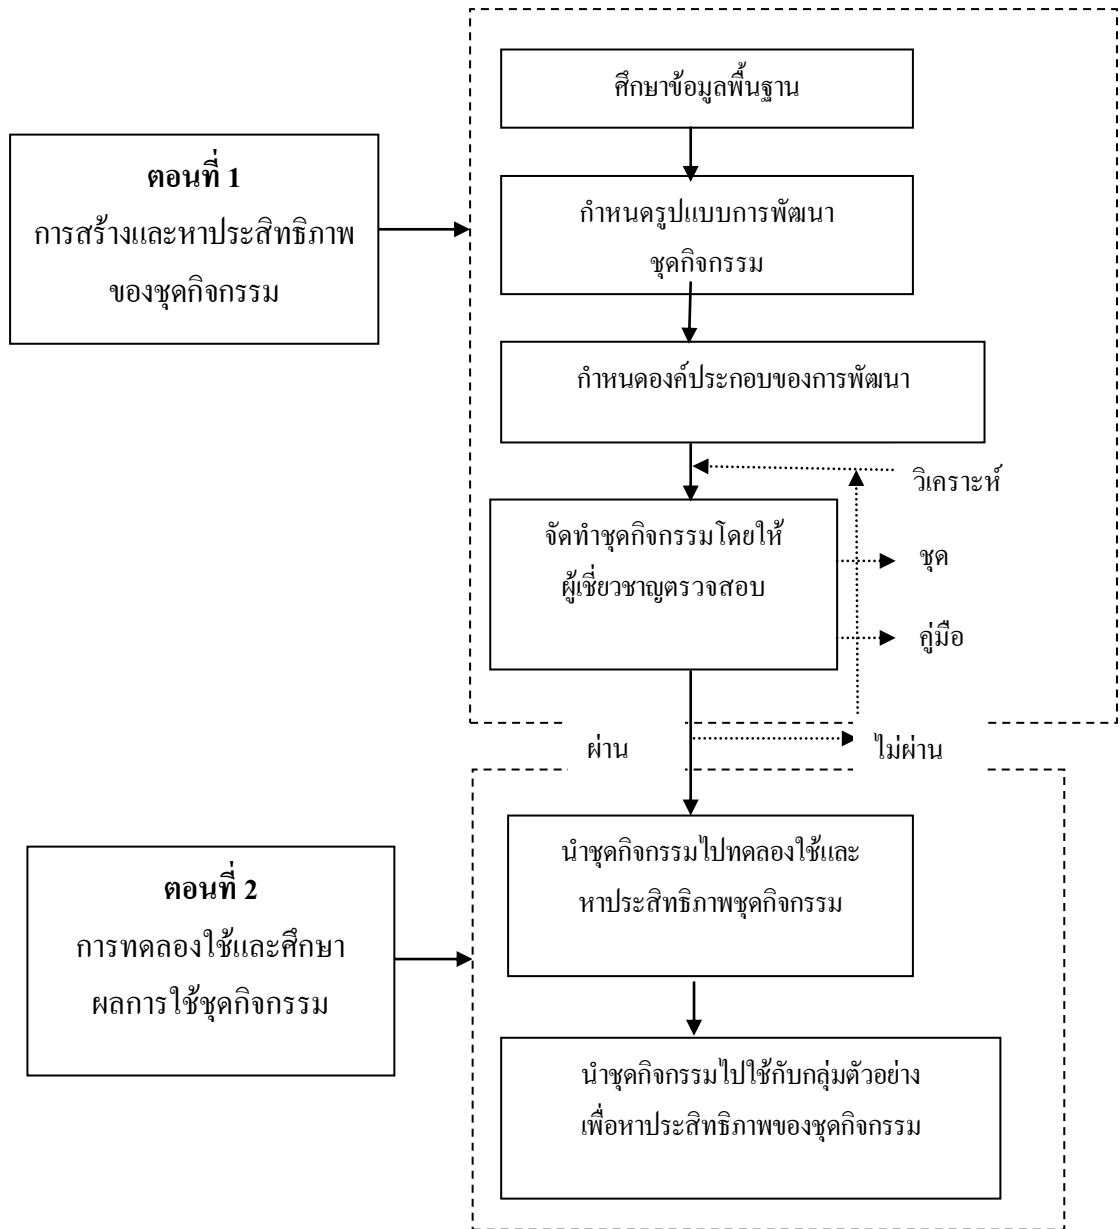 ตอนที่ 1
การสร้างและหาประสิทธิภาพ
ของชุดกิจกรรม
ศึกษาข้อมูลพื้นฐาน
กำหนดรูปแบบการพัฒนา
ชุดกิจกรรม
กำหนดองค์ประกอบของการพัฒนา
วิเคราะห์
จัดทำชุดกิจกรรมโดยให้
ผู้เชี่ยวชาญตรวจสอบ
ชุด
คู่มือ
ผ่าน
ไม่ผ่าน
ตอนที่ 2
การทดลองใช้และศึกษา
ผลการใช้ชุดกิจกรรม
นำชุดกิจกรรมไปทดลองใช้และ
หาประสิทธิภาพชุดกิจกรรม
นำชุดกิจกรรมไปใช้กับกลุ่มตัวอย่าง
เพื่อหาประสิทธิภาพของชุดกิจกรรม